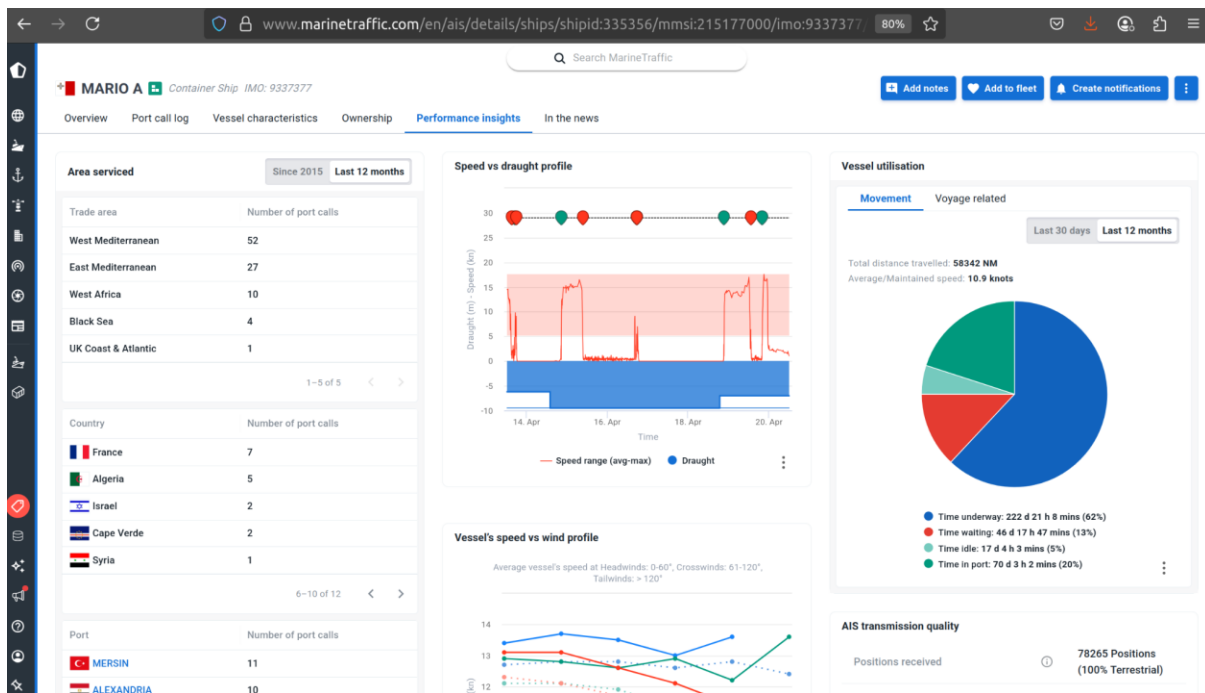 www.marinetraffic.com/en/ais/details/ships/shipid:335356/mmsi:215177000/imo:9337377/
80%
Search MarineTraffic
MARIO A Container Ship IMO: 9337377
Add notes
Add to fleet
Create notifications
Overview Port call log Vessel characteristics Ownership Performance insights In the news
Area serviced
Since 2015 Last 12 months
Trade area Number of port calls
West Mediterranean 52
East Mediterranean 27
West Africa 10
Black Sea 4
UK Coast & Atlantic 1
1–5 of 5
Country Number of port calls
France 7
Algeria 5
Israel 2
Cape Verde 2
Syria 1
6–10 of 12
Port Number of port calls
MERSIN 11
ALEXANDRIA 10
Speed vs draught profile
Draught (m) - Speed (kn)
30
25
20
15
10
5
0
-5
-10
14. Apr 16. Apr 18. Apr 20. Apr
Time
Speed range (avg-max) Draught
Vessel's speed vs wind profile
Average vessel's speed at Headwinds: 0-60°, Crosswinds: 61-120°,
Tailwinds: > 120°
14
13
12
(kn)
Vessel utilisation
Movement Voyage related
Last 30 days Last 12 months
Total distance travelled: 58342 NM
Average/Maintained speed: 10.9 knots
Time underway: 222 d 21 h 8 mins (62%)
Time waiting: 46 d 17 h 47 mins (13%)
Time idle: 17 d 4 h 3 mins (5%)
Time in port: 70 d 3 h 2 mins (20%)
AIS transmission quality
Positions received
78265 Positions
(100% Terrestrial)